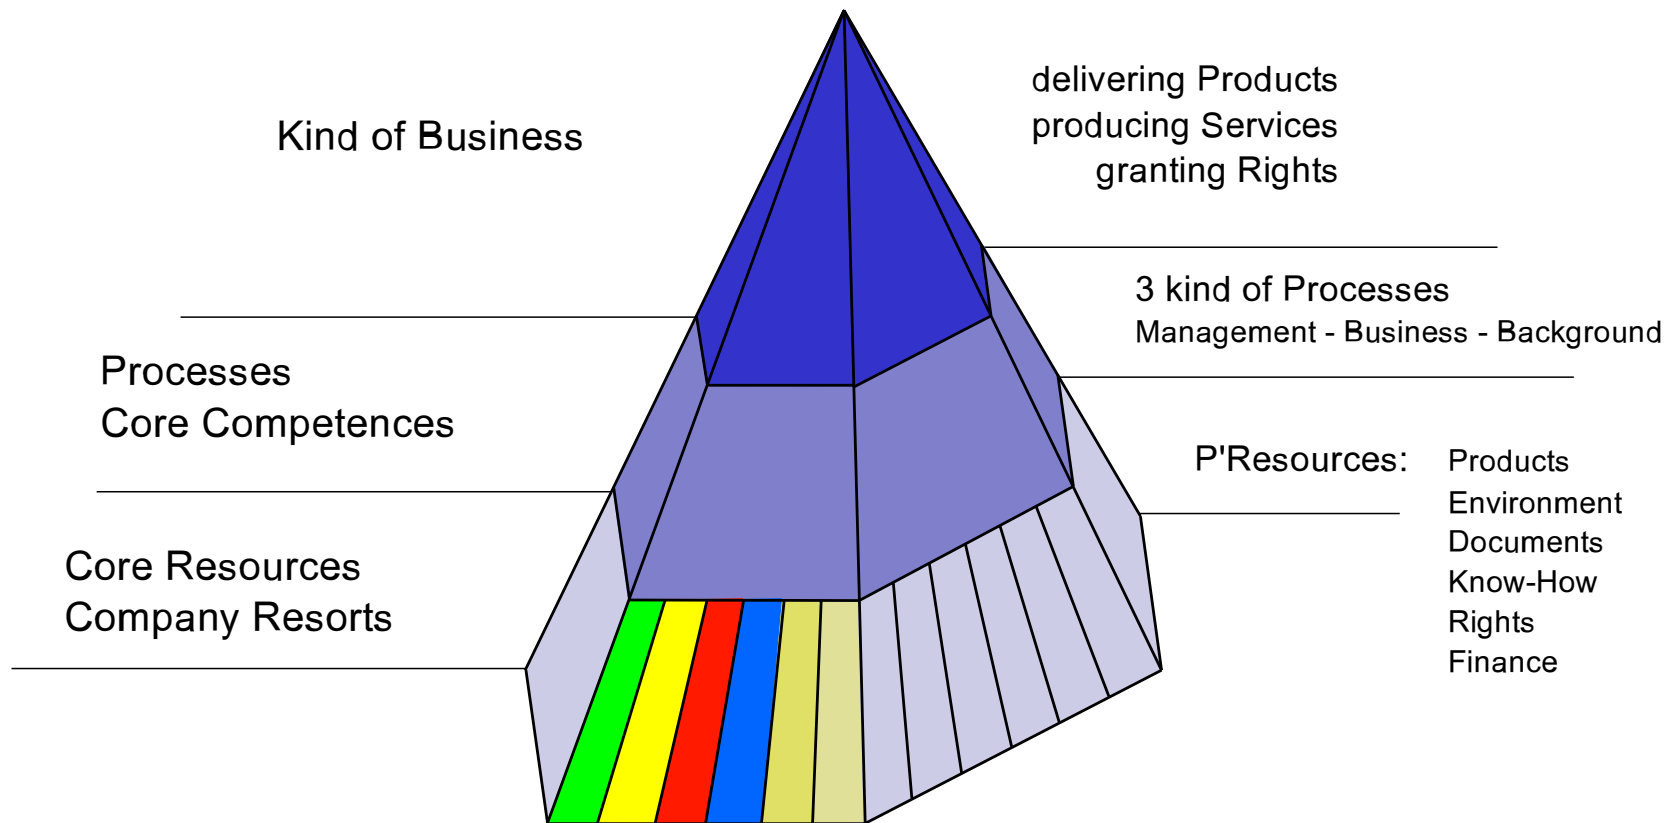 Kind of Business
delivering Products
producing Services
granting Rights
3 kind of Processes
Management - Business - Background
Processes
Core Competences
P'Resources:
Products
Environment
Documents
Know-How
Rights
Finance
Core Resources
Company Resorts